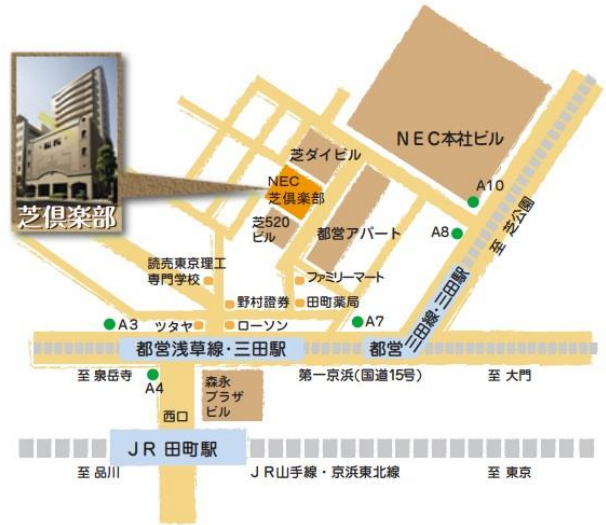 芝倶楽部
NEC本社ビル
芝ダイビル
NEC
芝倶楽部
A10
芝520
ビル
都営アパート
A8
至 芝公園
読売東京理工
専門学校
ファミリーマート
野村證券
田町薬局
A3
ツタヤ
ローソン
A7
三田線・三田駅
都営浅草線・三田駅
都営
至 泉岳寺
A4
森永
プラザ
ビル
第一京浜(国道15号)
至 大門
西口
JR 田町駅
至 品川
JR山手線・京浜東北線
至 東京